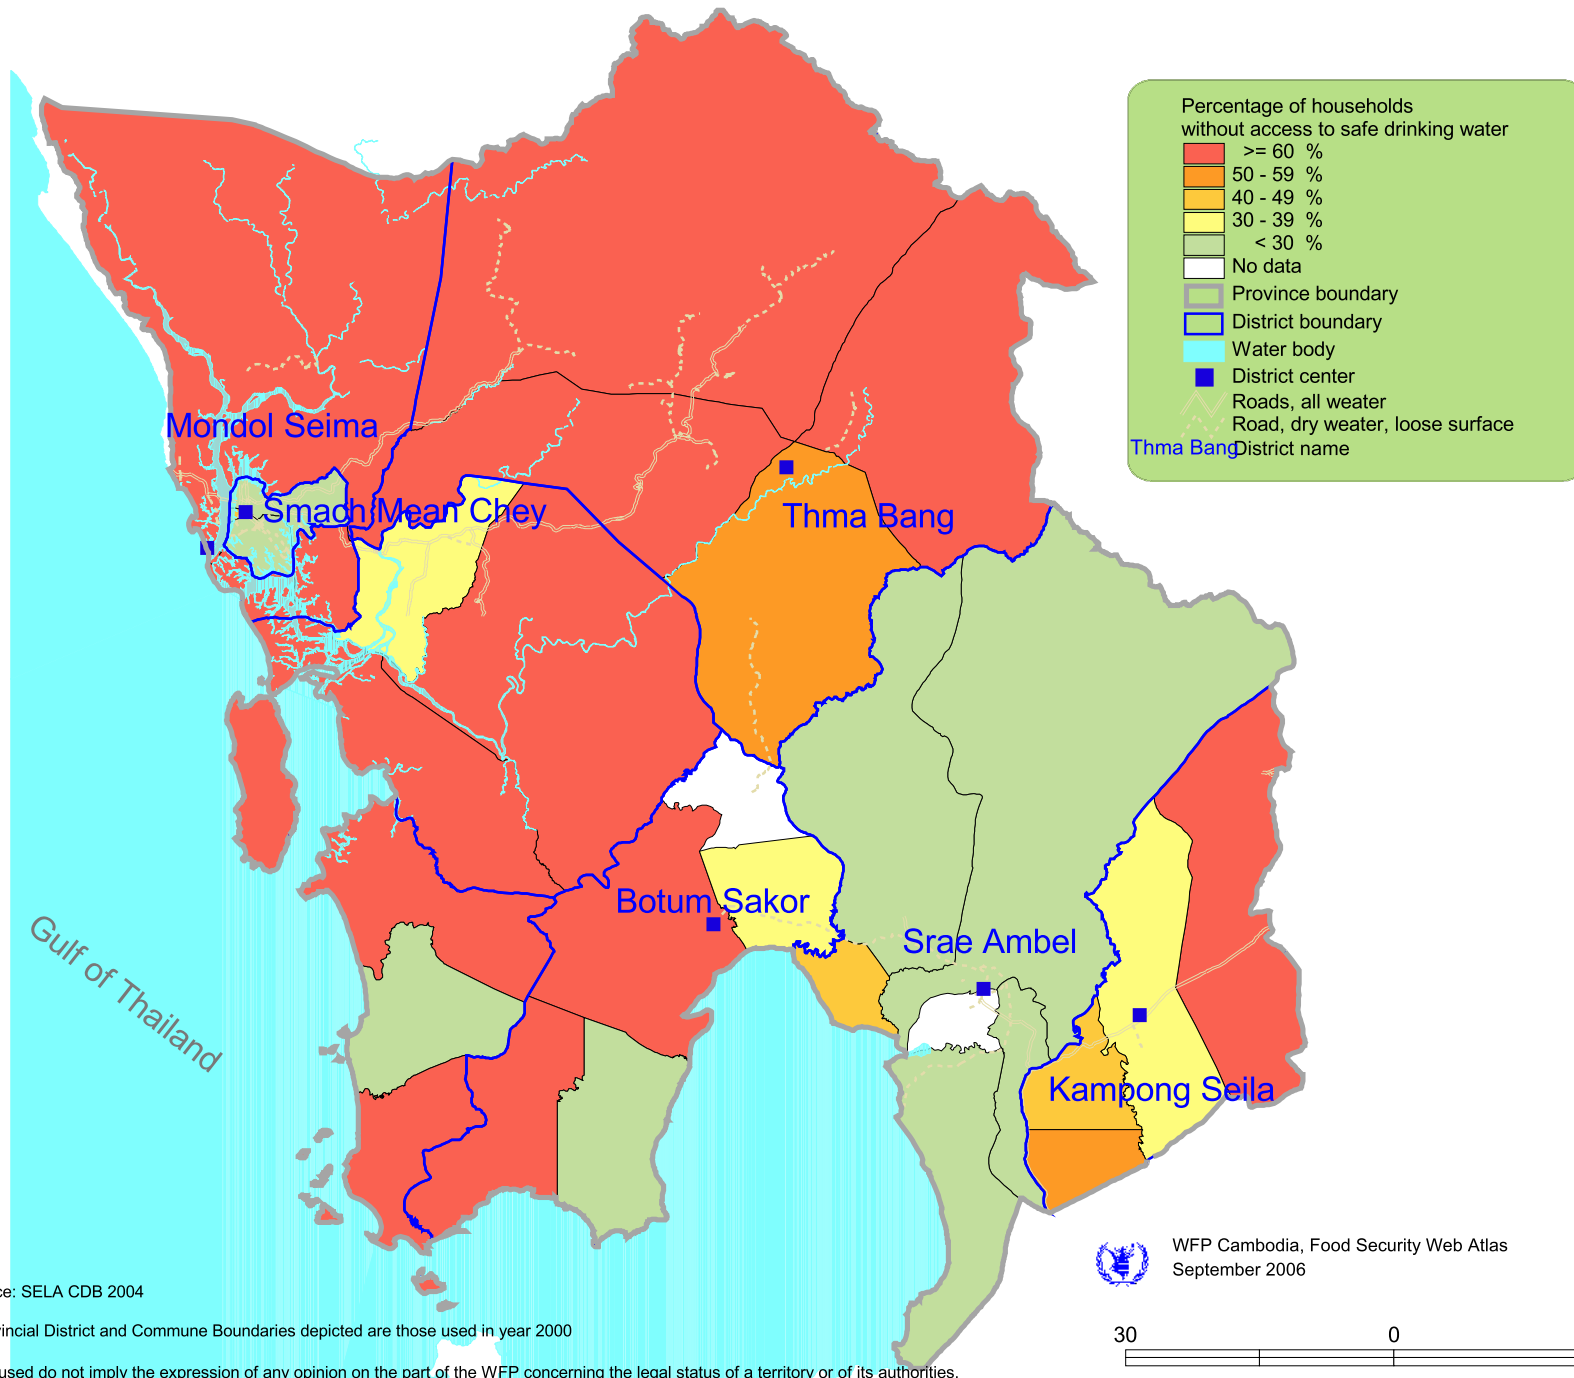 Percentage of households
without access to safe drinking water
>= 60 %
50 - 59 %
40 - 49 %
30 - 39 %
< 30 %
No data
Province boundary
District boundary
Water body
District center
Roads, all weater
Road, dry weater, loose surface
Thma Bang District name
Mondol Seima
Smach Mean Chey
Thma Bang
Botum Sakor
Srae Ambel
Kampong Seila
Gulf of Thailand
WFP Cambodia, Food Security Web Atlas
September 2006
ce: SELA CDB 2004
vincial District and Commune Boundaries depicted are those used in year 2000
used do not imply the expression of any opinion on the part of the WFP concerning the legal status of a territory or of its authorities.
30 0